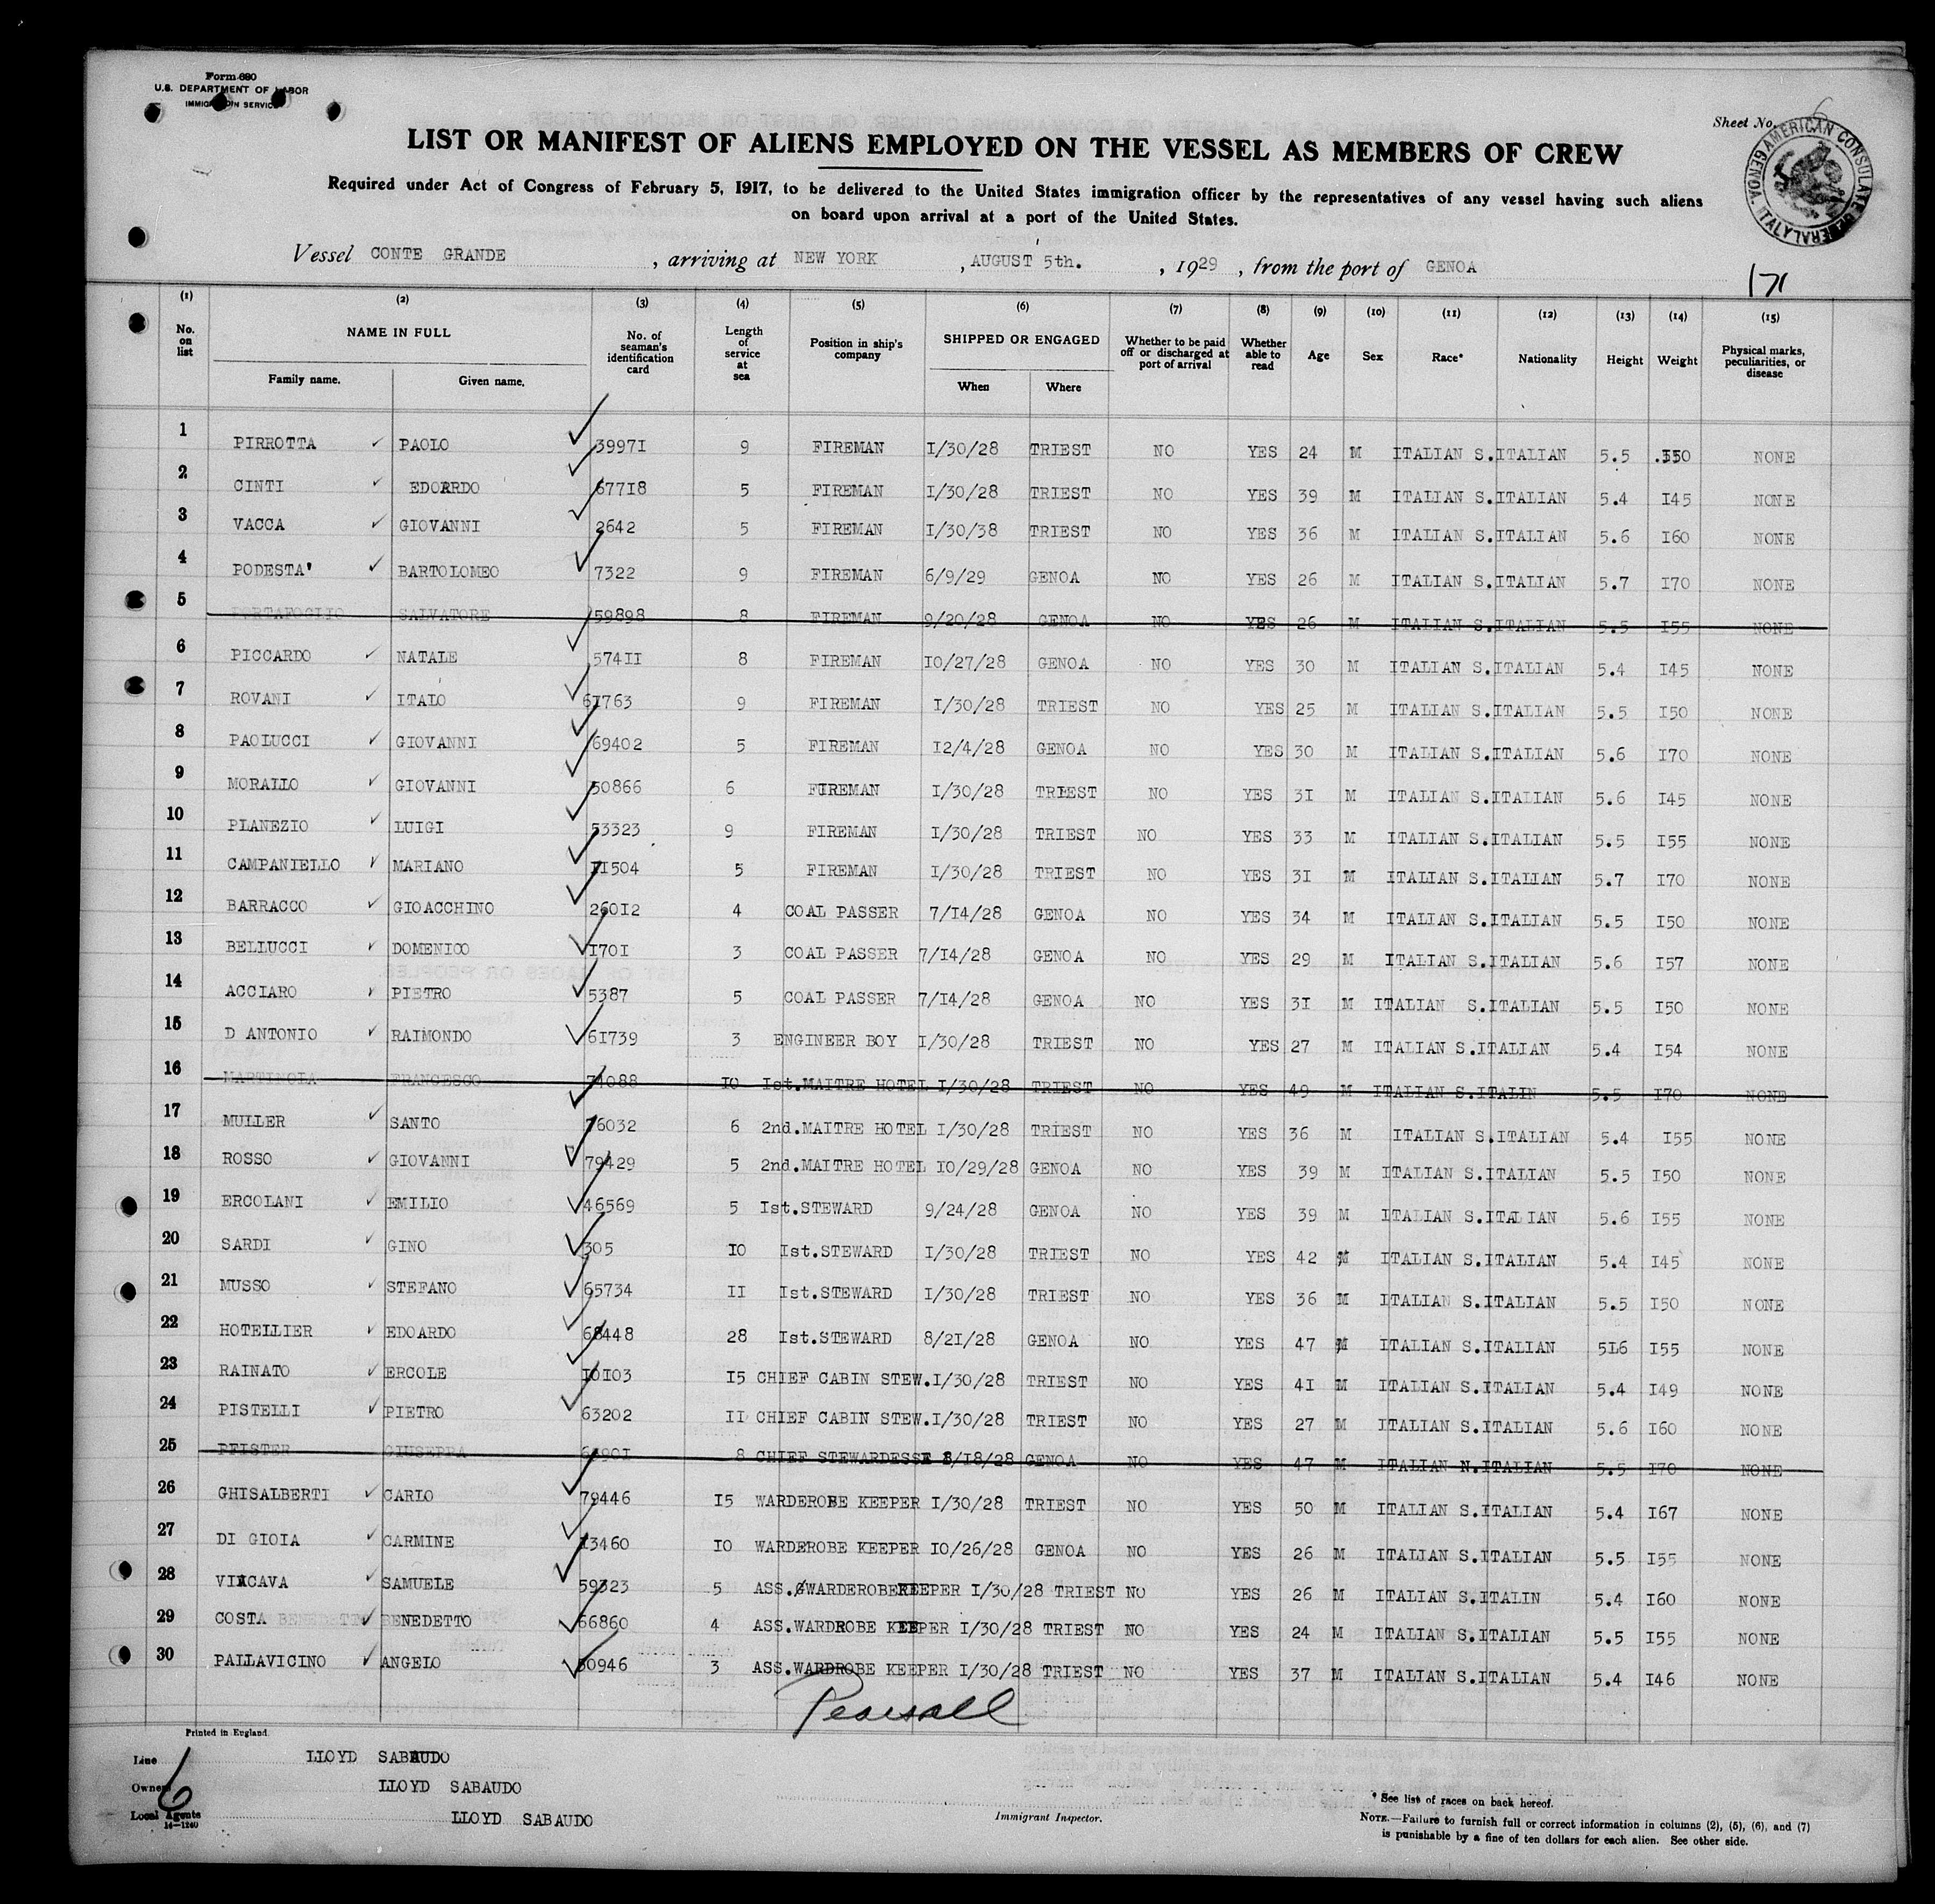 Form 680
U.S. DEPARTMENT OF LABOR
IMMIGRATION SERVICE
Sheet No. 6
AMERICAN CONSULATE GENERAL GENOA, ITALY
LIST OR MANIFEST OF ALIENS EMPLOYED ON THE VESSEL AS MEMBERS OF CREW
Required under Act of Congress of February 5, 1917, to be delivered to the United States immigration officer by the representatives of any vessel having such aliens
on board upon arrival at a port of the United States.
Vessel CONTE GRANDE, arriving at NEW YORK, AUGUST 5th., 1929, from the port of GENOA
171
(1) (2) (3) (4) (5) (6) (7) (8) (9) (10) (11) (12) (13) (14) (15)
No. on list NAME IN FULL Family name. Given name. No. of seaman's identification card Length of service at sea Position in ship's company SHIPPED OR ENGAGED When Where Whether to be paid off or discharged at port of arrival Whether able to read Age Sex Race* Nationality Height Weight Physical marks, peculiarities, or disease
1 PIRROTTA PAOLO 3997I 9 FIREMAN I/30/28 TRIEST NO YES 24 M ITALIAN S. ITALIAN 5.5 NONE
2 CINTI EDOARDO 677I8 5 FIREMAN I/30/28 TRIEST NO YES 39 M ITALIAN S. ITALIAN 5.4 I45 NONE
3 VACCA GIOVANNI 2642 5 FIREMAN I/30/38 TRIEST NO YES 36 M ITALIAN S. ITALIAN 5.6 I60 NONE
4 PODESTA' BARTOLOMEO 7322 9 FIREMAN 6/9/29 GENOA NO YES 26 M ITALIAN S. ITALIAN 5.7 I70 NONE
5 PORTAFOGLIO SALVATORE 59898 8 FIREMAN 9/20/28 GENOA NO YES 26 M ITALIAN S. ITALIAN 5.5 I55 NONE
6 PICCARDO NATALE 574II 8 FIREMAN I0/27/28 GENOA NO YES 30 M ITALIAN S. ITALIAN 5.4 I45 NONE
7 ROVANI ITALO 6I763 9 FIREMAN I/30/28 TRIEST NO YES 25 M ITALIAN S. ITALIAN 5.5 I50 NONE
8 PAOLUCCI GIOVANNI 69402 5 FIREMAN I2/4/28 GENOA NO YES 30 M ITALIAN S. ITALIAN 5.6 I70 NONE
9 MORALLO GIOVANNI 50866 6 FIREMAN I/30/28 TRIEST NO YES 3I M ITALIAN S. ITALIAN 5.6 I45 NONE
10 PLANEZIO LUIGI 53323 9 FIREMAN I/30/28 TRIEST NO YES 33 M ITALIAN S. ITALIAN 5.5 I55 NONE
11 CAMPANIELLO MARIANO II504 5 FIREMAN I/30/28 TRIEST NO YES 3I M ITALIAN S. ITALIAN 5.7 I70 NONE
12 BARRACCO GIOACCHINO 260I2 4 COAL PASSER 7/I4/28 GENOA NO YES 34 M ITALIAN S. ITALIAN 5.5 I50 NONE
13 BELLUCCI DOMENICO I70I 3 COAL PASSER 7/I4/28 GENOA NO YES 29 M ITALIAN S. ITALIAN 5.6 I57 NONE
14 ACCIARO PIETRO 5387 5 COAL PASSER 7/I4/28 GENOA NO YES 3I M ITALIAN S. ITALIAN 5.5 I50 NONE
15 D ANTONIO RAIMONDO 6I739 3 ENGINEER BOY I/30/28 TRIEST NO YES 27 M ITALIAN S. ITALIAN 5.4 I54 NONE
16 MARTINOIA FRANCESCO 74088 I0 Ist. MAITRE HOTEL I/30/28 TRIEST NO YES 49 M ITALIAN S. ITALIN 5.5 I70 NONE
17 MULLER SANTO 76032 6 2nd. MAITRE HOTEL I/30/28 TRIEST NO YES 36 M ITALIAN S. ITALIAN 5.4 I55 NONE
18 ROSSO GIOVANNI 79429 5 2nd. MAITRE HOTEL I0/29/28 GENOA NO YES 39 M ITALIAN S. ITALIAN 5.5 I50 NONE
19 ERCOLANI EMILIO 46569 5 Ist. STEWARD 9/24/28 GENOA NO YES 39 M ITALIAN S. ITALIAN 5.6 I55 NONE
20 SARDI GINO 305 I0 Ist. STEWARD I/30/28 TRIEST NO YES 42 M ITALIAN S. ITALIAN 5.4 I45 NONE
21 MUSSO STEFANO 65734 II Ist. STEWARD I/30/28 TRIEST NO YES 36 M ITALIAN S. ITALIAN 5.5 I50 NONE
22 HOTELLIER EDOARDO 68448 28 Ist. STEWARD 8/2I/28 GENOA NO YES 47 M ITALIAN S. ITALIAN 5I6 I55 NONE
23 RAINATO ERCOLE I0I03 I5 CHIEF CABIN STEW. I/30/28 TRIEST NO YES 4I M ITALIAN S. ITALIAN 5.4 I49 NONE
24 PISTELLI PIETRO 63202 II CHIEF CABIN STEW. I/30/28 TRIEST NO YES 27 M ITALIAN S. ITALIAN 5.6 I60 NONE
25 PFISTER GIUSEPPA 8 CHIEF STEWARDESSE 8/I8/28 GENOA NO YES 47 M ITALIAN N. ITALIAN 5.5 I70 NONE
26 GHISALBERTI CARLO 79446 I5 WARDEROBE KEEPER I/30/28 TRIEST NO YES 50 M ITALIAN S. ITALIAN 5.4 I67 NONE
27 DI GIOIA CARMINE I3460 I0 WARDEROBE KEEPER I0/26/28 GENOA NO YES 26 M ITALIAN S. ITALIAN 5.5 I55 NONE
28 VIACAVA SAMUELE 59323 5 ASS. WARDEROBEKEEPER I/30/28 TRIEST NO YES 26 M ITALIAN S. ITALIN 5.4 I60 NONE
29 COSTA BENEDETTO 66860 4 ASS. WARDROBE KEEPER I/30/28 TRIEST NO YES 24 M ITALIAN S. ITALIAN 5.5 I55 NONE
30 PALLAVICINO ANGELO 30946 3 ASS. WARDROBE KEEPER I/30/28 TRIEST NO YES 37 M ITALIAN S. ITALIAN 5.4 I46 NONE
Pearsall
Printed in England
Line LLOYD SABAUDO
Owners LLOYD SABAUDO
Local Agents LLOYD SABAUDO
6
14—1240
Immigrant Inspector.
* See list of races on back hereof.
NOTE.—Failure to furnish full or correct information in columns (2), (5), (6), and (7)
is punishable by a fine of ten dollars for each alien. See other side.